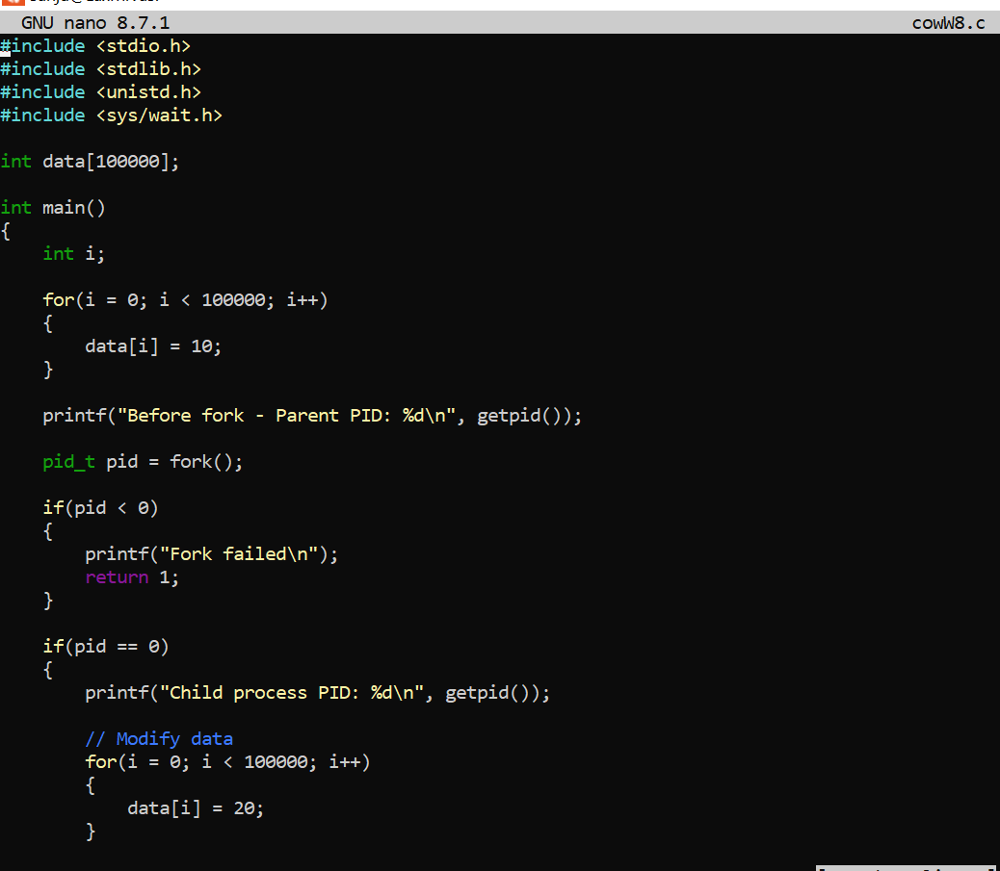 GNU nano 8.7.1 cowW8.c
#include <stdio.h>
#include <stdlib.h>
#include <unistd.h>
#include <sys/wait.h>

int data[100000];

int main()
{
    int i;

    for(i = 0; i < 100000; i++)
    {
        data[i] = 10;
    }

    printf("Before fork - Parent PID: %d\n", getpid());

    pid_t pid = fork();

    if(pid < 0)
    {
        printf("Fork failed\n");
        return 1;
    }

    if(pid == 0)
    {
        printf("Child process PID: %d\n", getpid());

        // Modify data
        for(i = 0; i < 100000; i++)
        {
            data[i] = 20;
        }